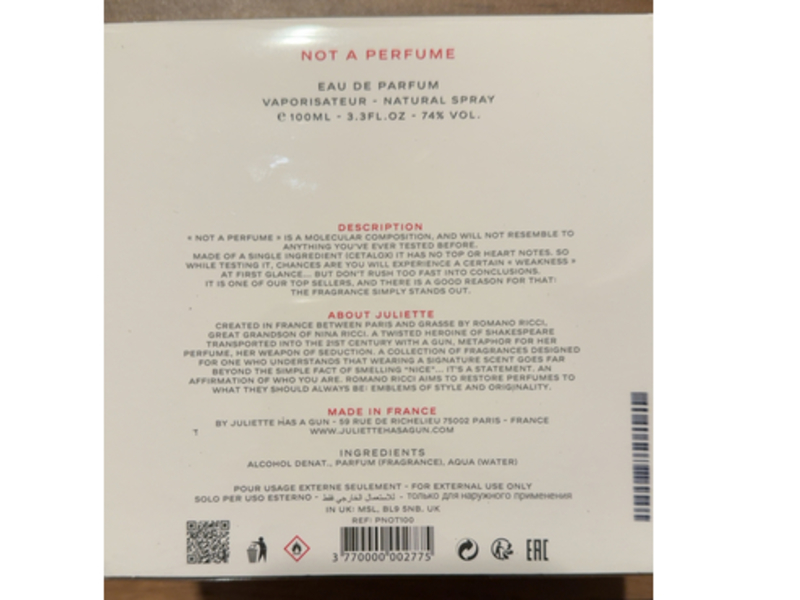 NOT A PERFUME
EAU DE PARFUM
VAPORISATEUR - NATURAL SPRAY
℮ 100ML - 3.3FL.OZ - 74% VOL.
DESCRIPTION
« NOT A PERFUME » IS A MOLECULAR COMPOSITION, AND WILL NOT RESEMBLE TO
ANYTHING YOU'VE EVER TESTED BEFORE.
MADE OF A SINGLE INGREDIENT (CETALOX) IT HAS NO TOP OR HEART NOTES. SO
WHILE TESTING IT, CHANCES ARE YOU WILL EXPERIENCE A CERTAIN « WEAKNESS »
AT FIRST GLANCE... BUT DON'T RUSH TOO FAST INTO CONCLUSIONS.
IT IS ONE OF OUR TOP SELLERS, AND THERE IS A GOOD REASON FOR THAT:
THE FRAGRANCE SIMPLY STANDS OUT.
ABOUT JULIETTE
CREATED IN FRANCE BETWEEN PARIS AND GRASSE BY ROMANO RICCI,
GREAT GRANDSON OF NINA RICCI. A TWISTED HEROINE OF SHAKESPEARE
TRANSPORTED INTO THE 21ST CENTURY WITH A GUN, METAPHOR FOR HER
PERFUME, HER WEAPON OF SEDUCTION. A COLLECTION OF FRAGRANCES DESIGNED
FOR ONE WHO UNDERSTANDS THAT WEARING A SIGNATURE SCENT GOES FAR
BEYOND THE SIMPLE FACT OF SMELLING "NICE"... IT'S A STATEMENT. AN
AFFIRMATION OF WHO YOU ARE. ROMANO RICCI AIMS TO RESTORE PERFUMES TO
WHAT THEY SHOULD ALWAYS BE: EMBLEMS OF STYLE AND ORIGINALITY.
MADE IN FRANCE
BY JULIETTE HAS A GUN - 59 RUE DE RICHELIEU 75002 PARIS - FRANCE
WWW.JULIETTEHASAGUN.COM
INGREDIENTS
ALCOHOL DENAT., PARFUM (FRAGRANCE), AQUA (WATER)
POUR USAGE EXTERNE SEULEMENT - FOR EXTERNAL USE ONLY
SOLO PER USO ESTERNO - للاستعمال الخارجي فقط - только для наружного применения
IN UK: MSL, BL9 5NB, UK
REF: PNOT100
3 770000 002775
EAC